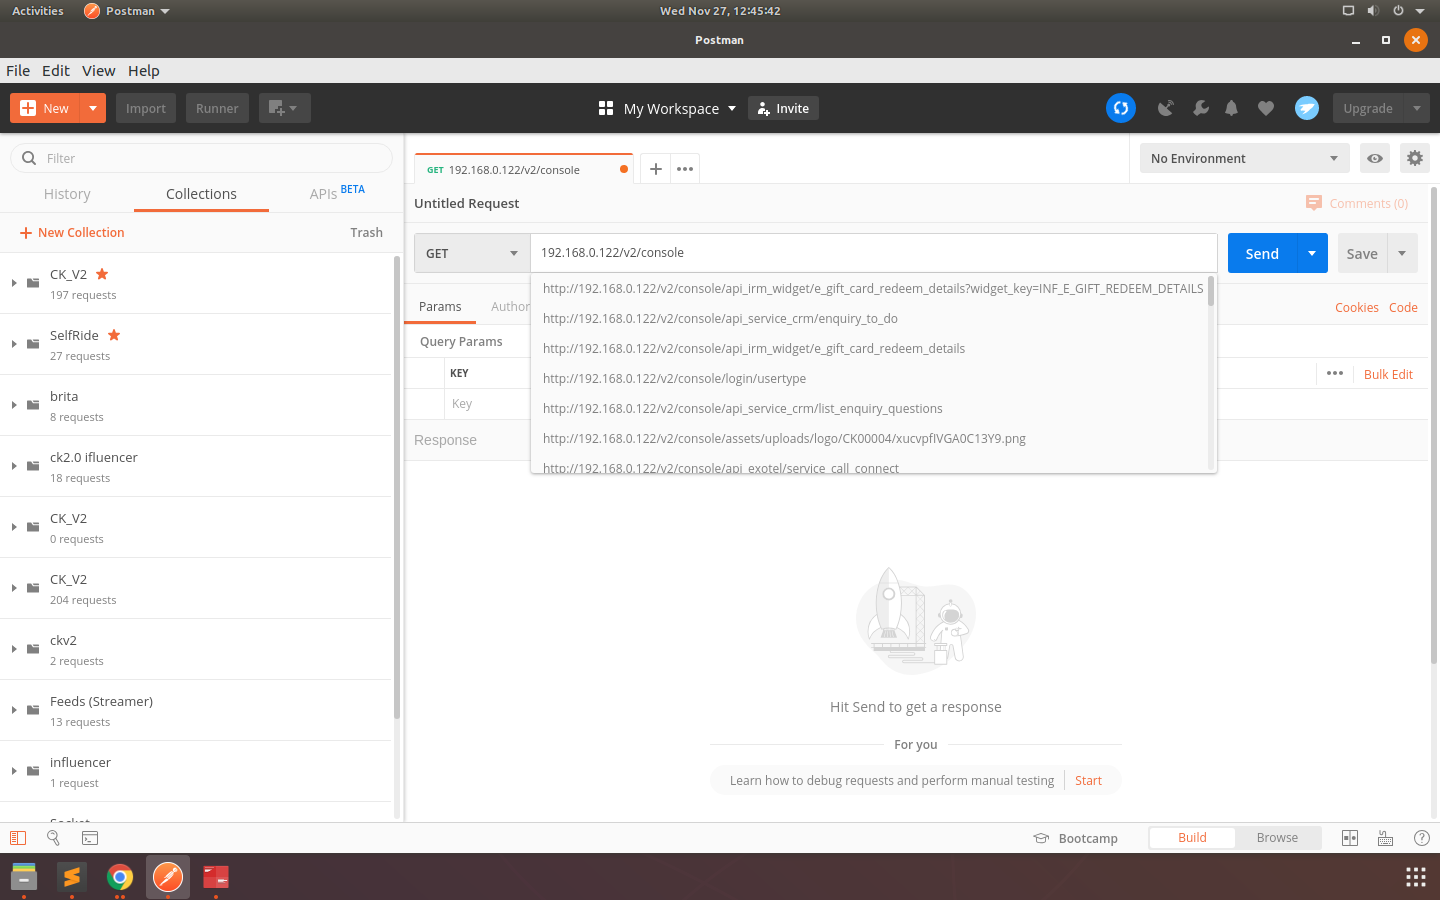 Activities Postman Wed Nov 27, 12:45:42
Postman
File Edit View Help
New Import Runner My Workspace Invite Upgrade
Filter
History Collections APIs BETA
New Collection Trash
CK_V2
197 requests
SelfRide
27 requests
brita
8 requests
ck2.0 ifluencer
18 requests
CK_V2
0 requests
CK_V2
204 requests
ckv2
2 requests
Feeds (Streamer)
13 requests
influencer
1 request
GET 192.168.0.122/v2/console
No Environment
Untitled Request Comments (0)
GET 192.168.0.122/v2/console Send Save
http://192.168.0.122/v2/console/api_irm_widget/e_gift_card_redeem_details?widget_key=INF_E_GIFT_REDEEM_DETAILS
http://192.168.0.122/v2/console/api_service_crm/enquiry_to_do
http://192.168.0.122/v2/console/api_irm_widget/e_gift_card_redeem_details
http://192.168.0.122/v2/console/login/usertype
http://192.168.0.122/v2/console/api_service_crm/list_enquiry_questions
http://192.168.0.122/v2/console/assets/uploads/logo/CK00004/xucvpfIVGA0C13Y9.png
http://192.168.0.122/v2/console/api_exotel/service_call_connect
Params Author Cookies Code
Query Params
KEY Bulk Edit
Key
Response
Hit Send to get a response
For you
Learn how to debug requests and perform manual testing Start
Bootcamp Build Browse